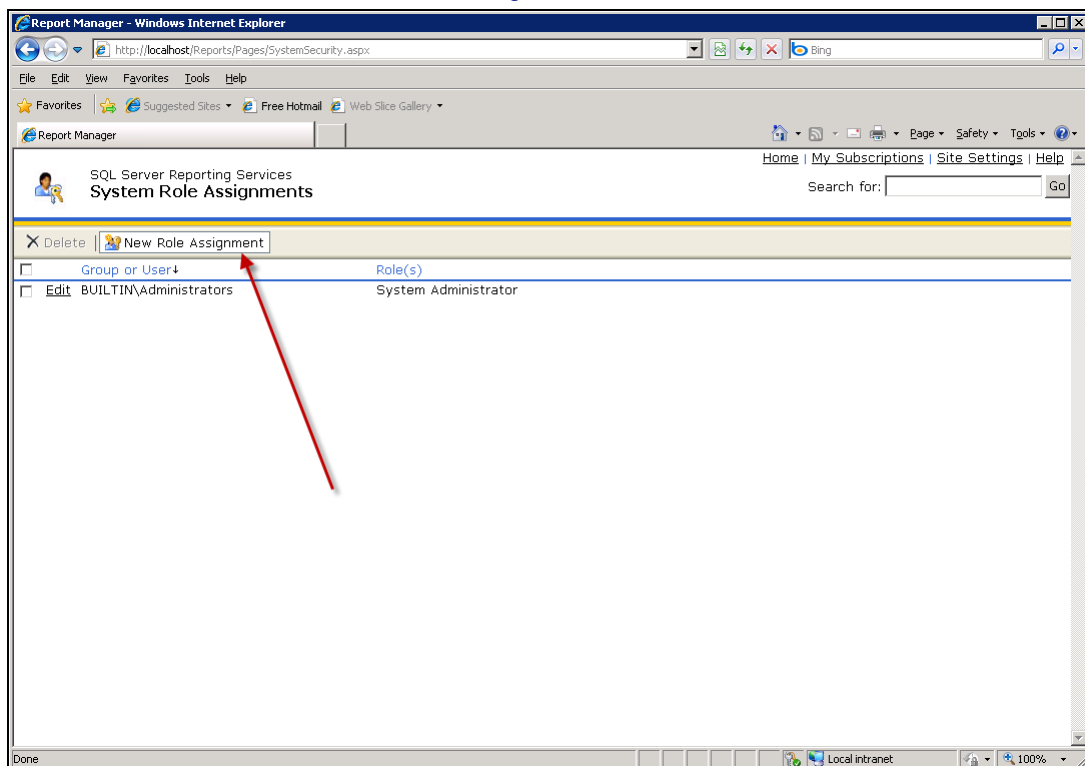 Report Manager - Windows Internet Explorer
http://localhost/Reports/Pages/SystemSecurity.aspx
Bing
File Edit View Favorites Tools Help
Favorites Suggested Sites Free Hotmail Web Slice Gallery
Report Manager
Page Safety Tools
Home | My Subscriptions | Site Settings | Help
SQL Server Reporting Services
System Role Assignments
Search for: Go
Delete | New Role Assignment
Group or User↓ Role(s)
Edit BUILTIN\Administrators System Administrator
Done Local intranet 100%